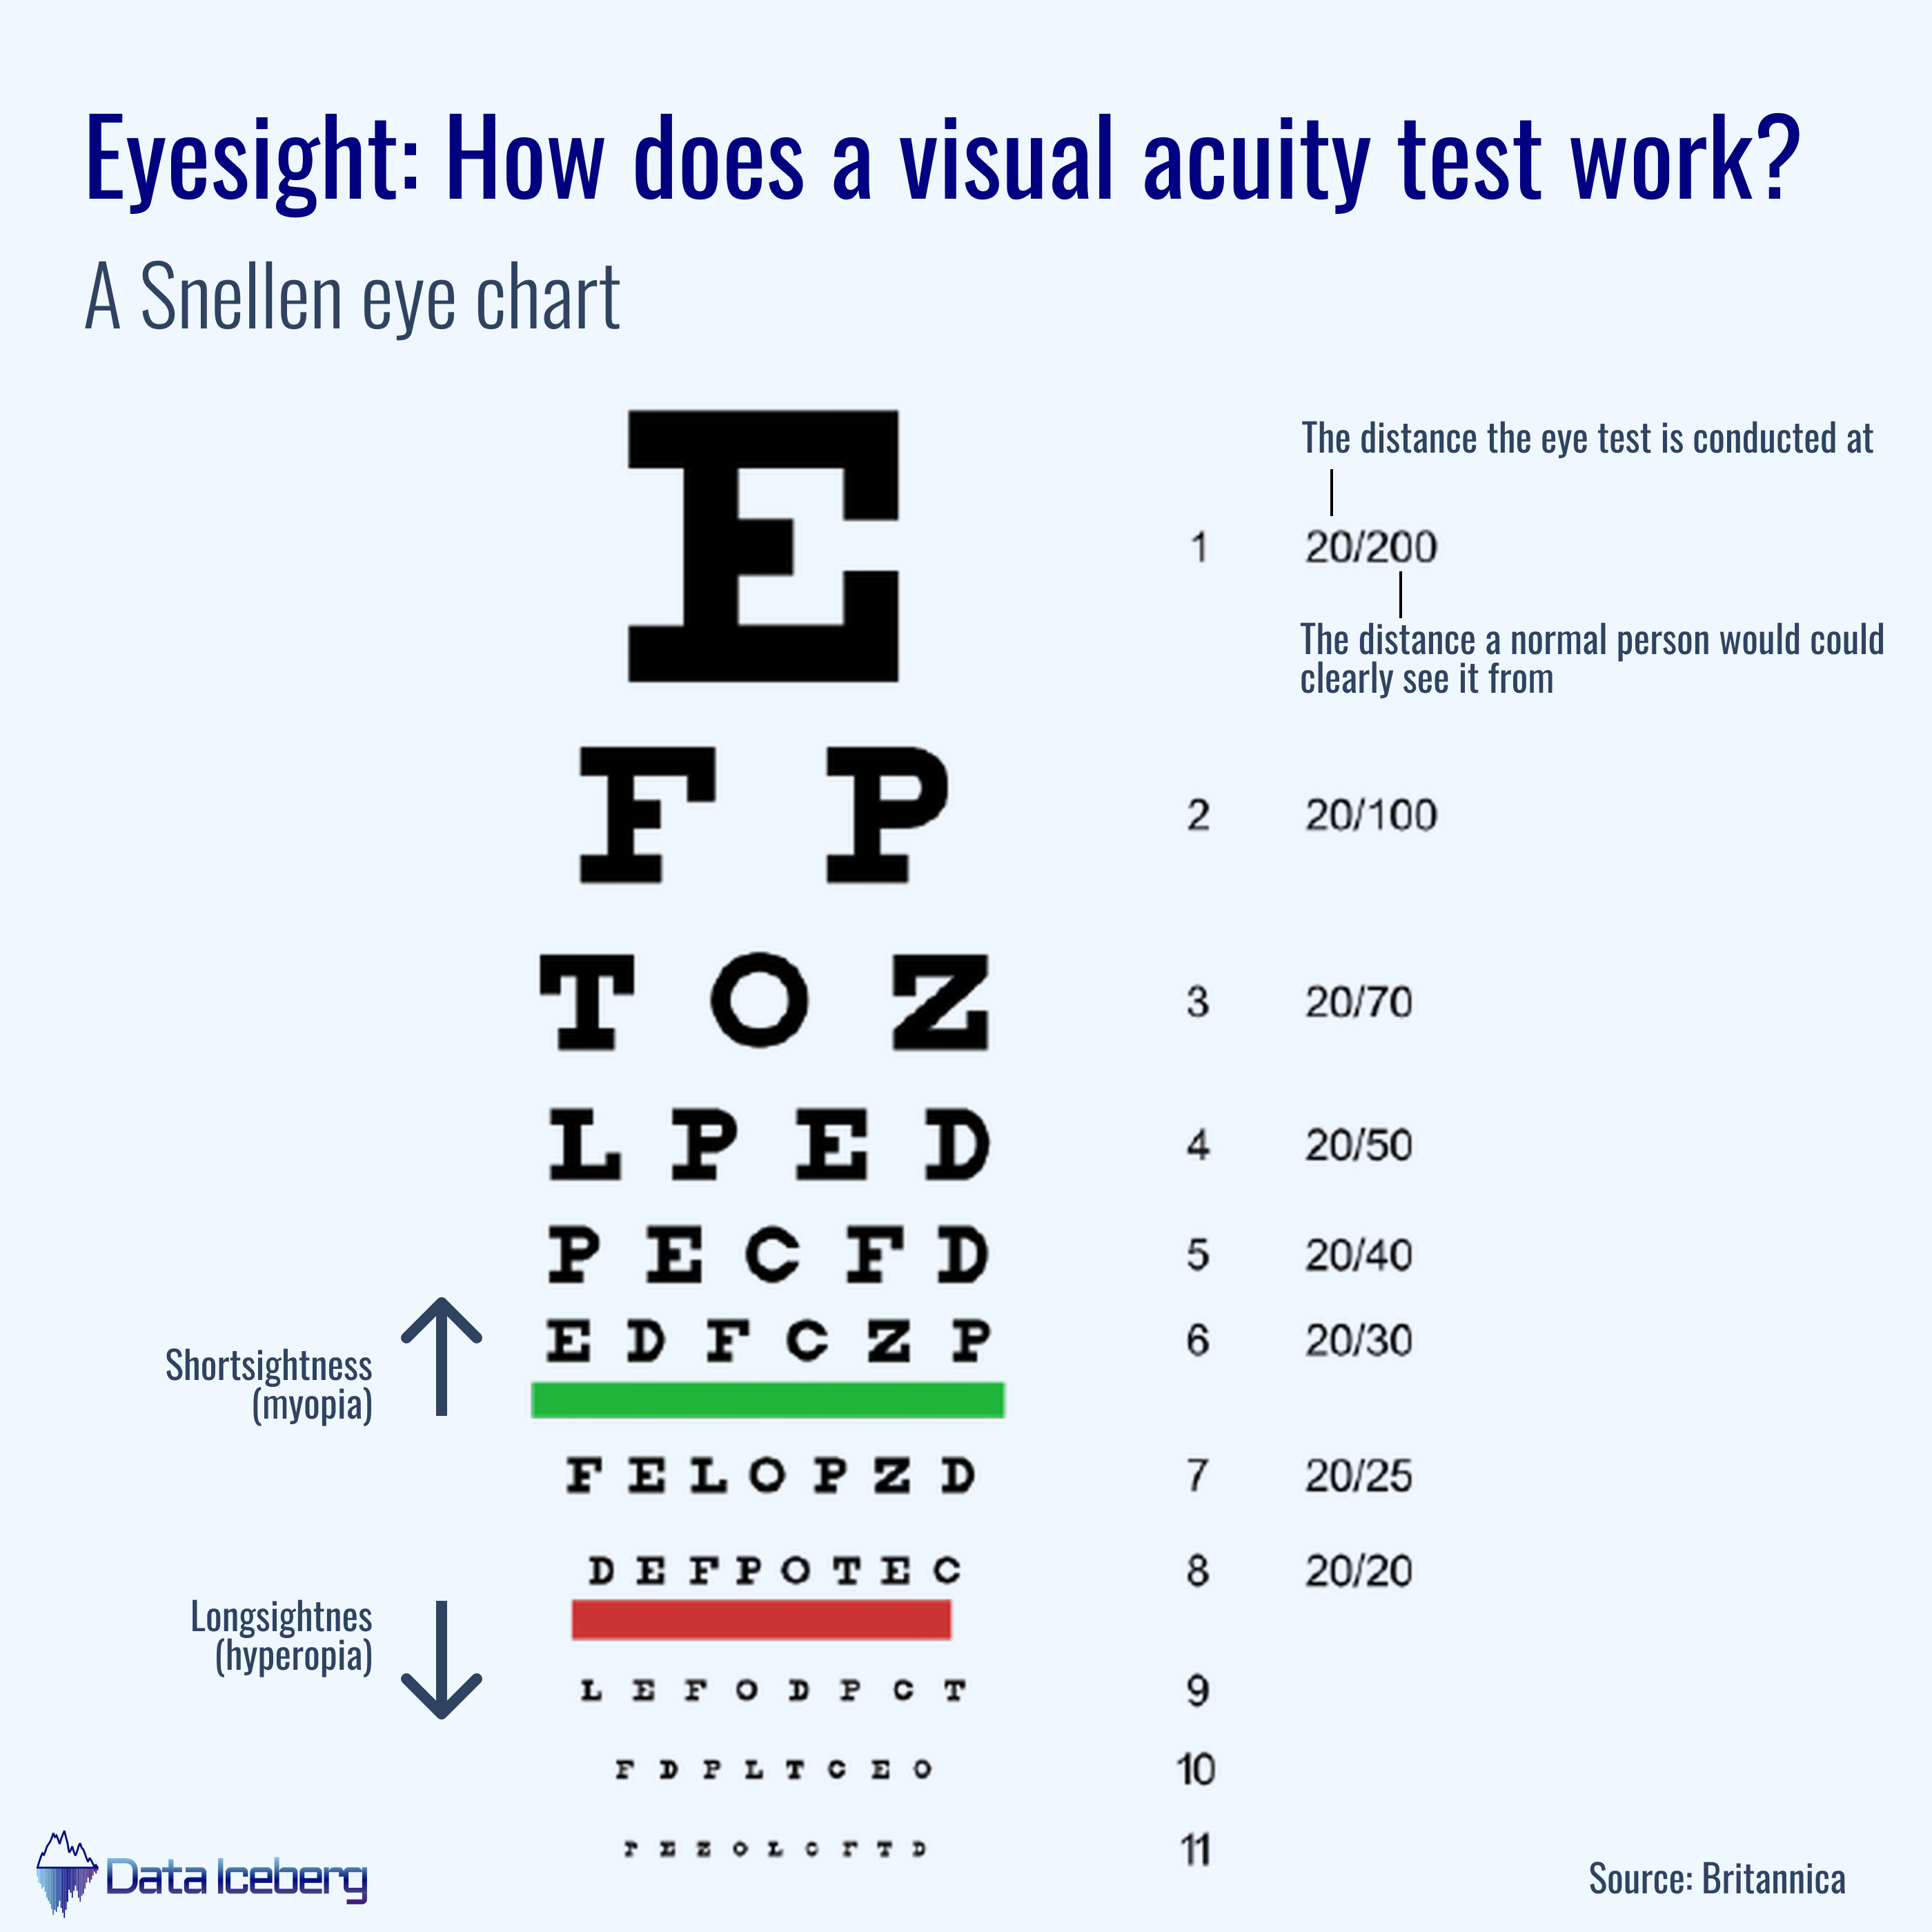 Eyesight: How does a visual acuity test work?
A Snellen eye chart
E
The distance the eye test is conducted at
1 20/200
The distance a normal person would could
clearly see it from
F P 2 20/100
T O Z 3 20/70
L P E D 4 20/50
P E C F D 5 20/40
E D F C Z P 6 20/30
Shortsightness
(myopia)
F E L O P Z D 7 20/25
D E F P O T E C 8 20/20
Longsightnes
(hyperopia)
L E F O D P C T 9
F D P L T C E O 10
P E Z O L C F T D 11
Data Iceberg
Source: Britannica